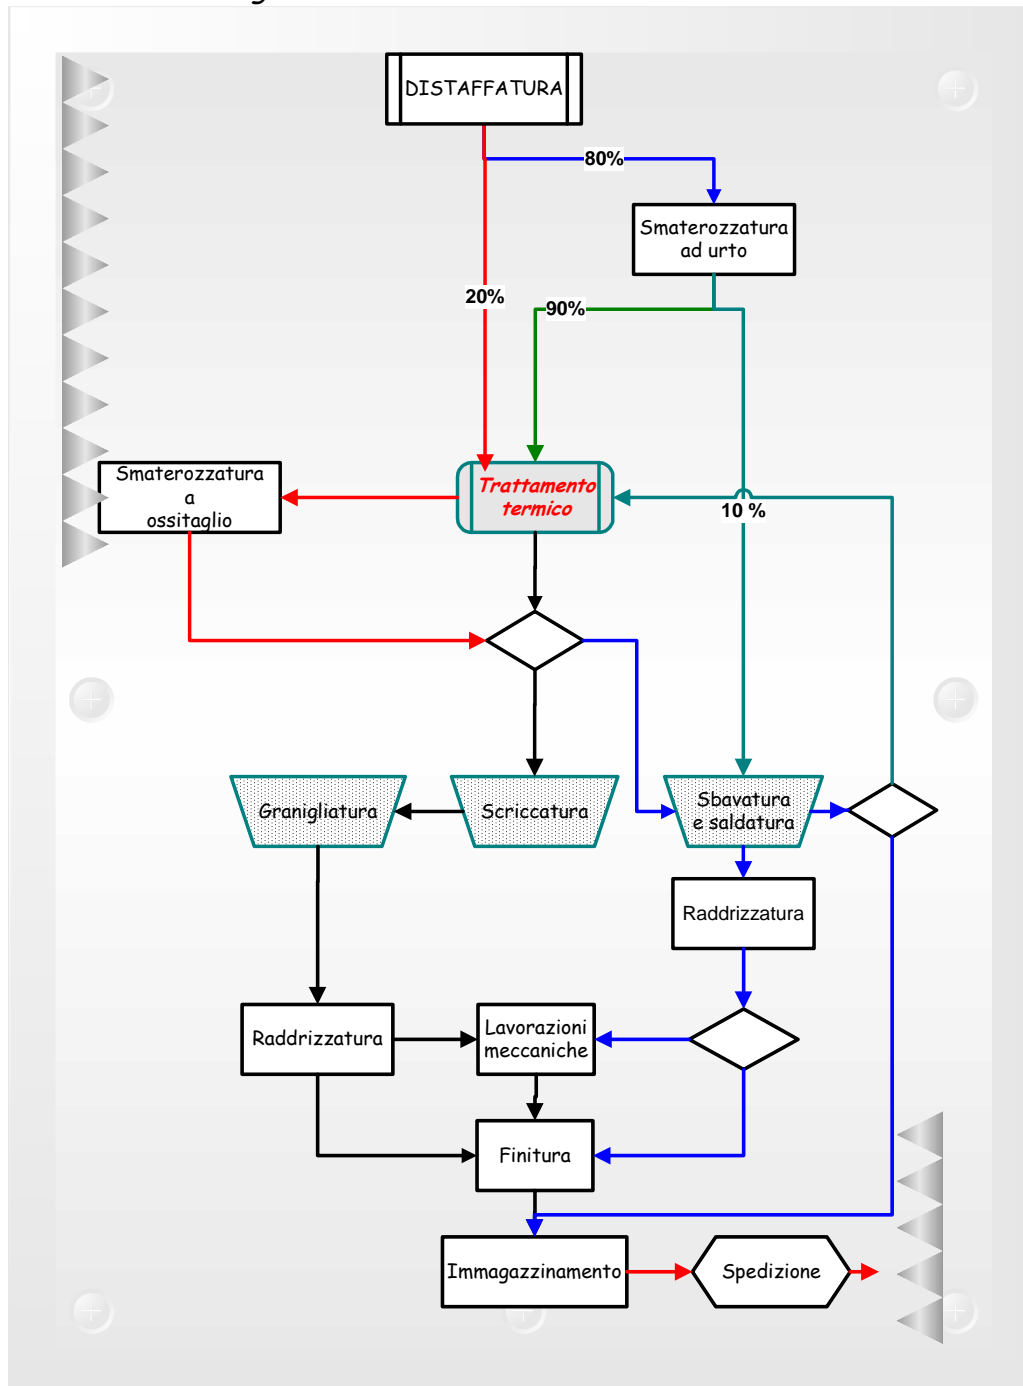 DISTAFFATURA
80%
Smaterozzatura
ad urto
20%
90%
Smaterozzatura
a
ossitaglio
Trattamento
termico
10 %
Granigliatura
Scriccatura
Sbavatura
e saldatura
Raddrizzatura
Raddrizzatura
Lavorazioni
meccaniche
Finitura
Immagazzinamento
Spedizione